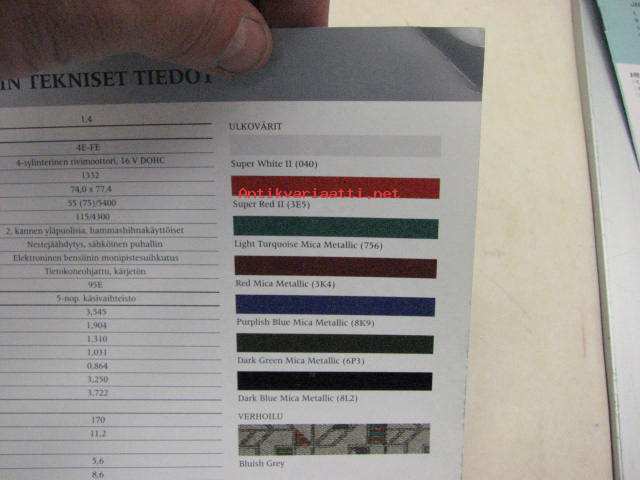 IN TEKNISET TIEDOT
1,4
4E-FE
4-sylinterinen rivimoottori, 16 V DOHC
1332
74,0 x 77,4
55 (75)/5400
115/4300
2, kannen yläpuolisia, hammashihnakäyttöiset
Nestejäähdytys, sähköinen puhallin
Elektroninen bensiinin monipistesuihkutus
Tietokoneohjattu, kärjetön
95E
5-nop. käsivaihteisto
3,545
1,904
1,310
1,031
0,864
3,250
3,722
170
11,2
5,6
8,6
ULKOVÄRIT
Super White II (040)
Optikvariaatti.net
Super Red II (3E5)
Light Turquoise Mica Metallic (756)
Red Mica Metallic (3K4)
Purplish Blue Mica Metallic (8K9)
Dark Green Mica Metallic (6P3)
Dark Blue Mica Metallic (8L2)
VERHOILU
Bluish Grey